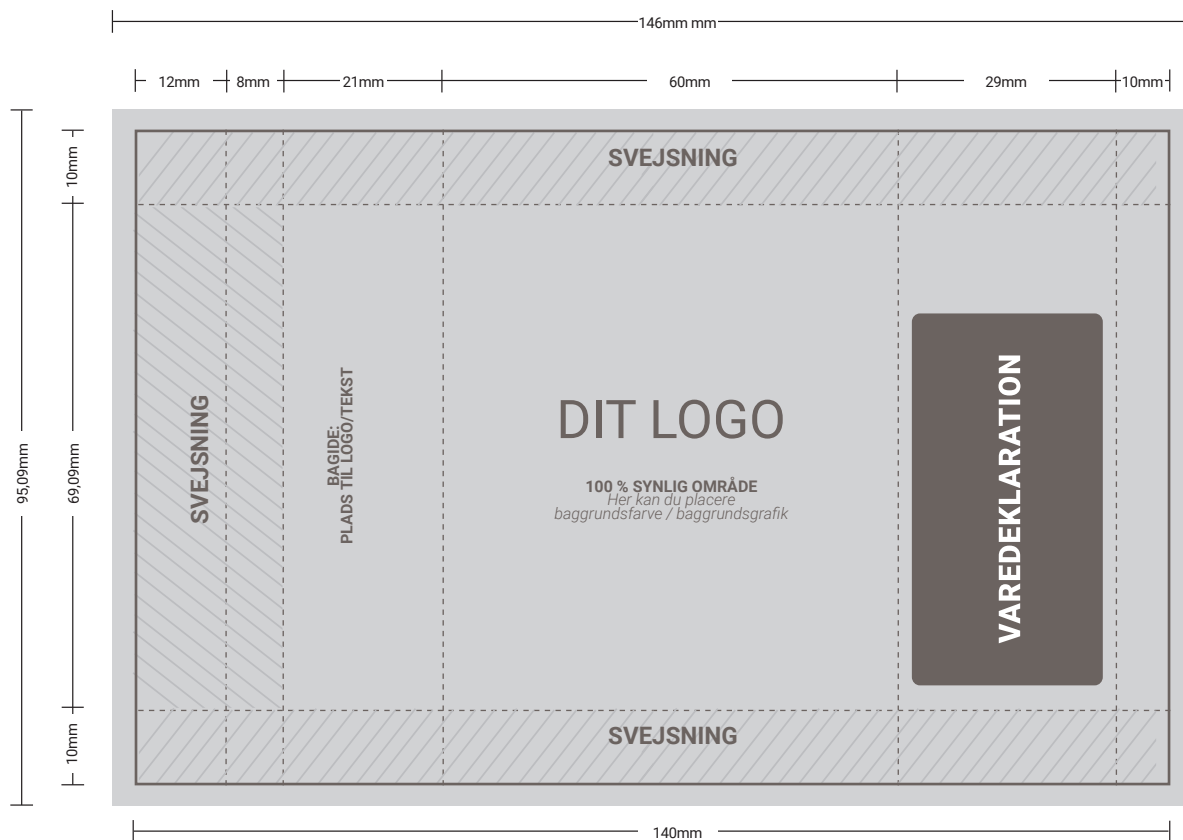 146mm mm
12mm
8mm
21mm
60mm
29mm
10mm
10mm
SVEJSNING
95,09mm
69,09mm
SVEJSNING
BAGIDE:
PLADS TIL LOGO/TEKST
DIT LOGO
100 % SYNLIG OMRÅDE
Her kan du placere
baggrundsfarve / baggrundsgrafik
VAREDEKLARATION
10mm
SVEJSNING
140mm